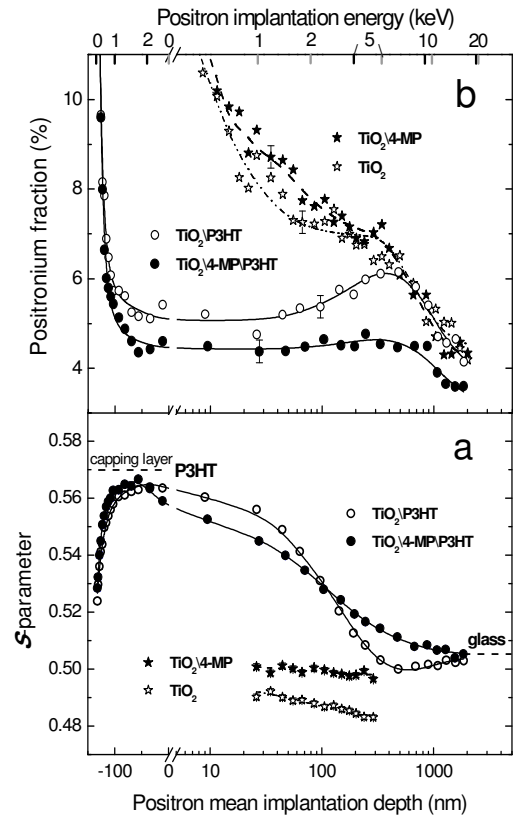 Positron implantation energy (keV)
0 1 2 0 1 2 5 10 20
b
10
8
6
4
Positronium fraction (%)
TiO2\4-MP
TiO2
TiO2\P3HT
TiO2\4-MP\P3HT
a
0.58
0.56
0.54
0.52
0.50
0.48
S-parameter
capping layer
P3HT
TiO2\P3HT
TiO2\4-MP\P3HT
glass
TiO2\4-MP
TiO2
-100 0 10 100 1000
Positron mean implantation depth (nm)